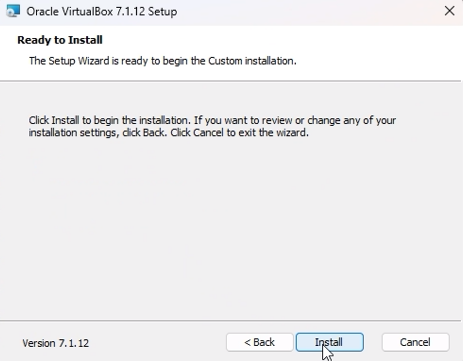 Oracle VirtualBox 7.1.12 Setup
Ready to Install
The Setup Wizard is ready to begin the Custom installation.
Click Install to begin the installation. If you want to review or change any of your
installation settings, click Back. Click Cancel to exit the wizard.
Version 7.1.12
< Back
Install
Cancel